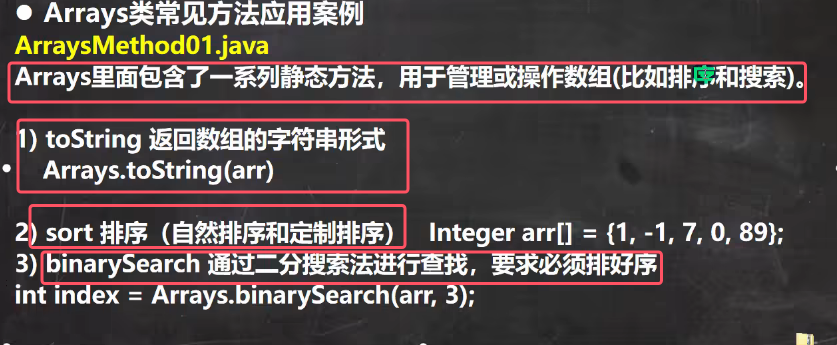 ● Arrays类常见方法应用案例
ArraysMethod01.java
Arrays里面包含了一系列静态方法，用于管理或操作数组(比如排序和搜索)。
1) toString 返回数组的字符串形式
Arrays.toString(arr)
2) sort 排序（自然排序和定制排序） Integer arr[] = {1, -1, 7, 0, 89};
3) binarySearch 通过二分搜索法进行查找，要求必须排好序
int index = Arrays.binarySearch(arr, 3);